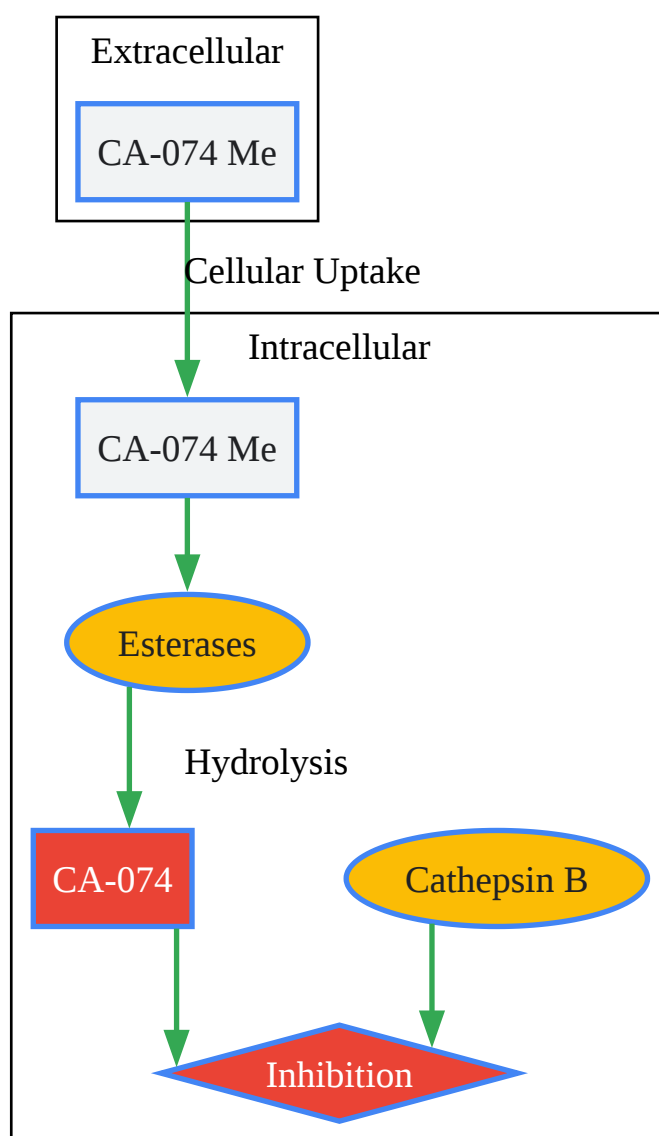 Extracellular
CA-074 Me
Cellular Uptake
Intracellular
CA-074 Me
Esterases
Hydrolysis
CA-074
Cathepsin B
Inhibition